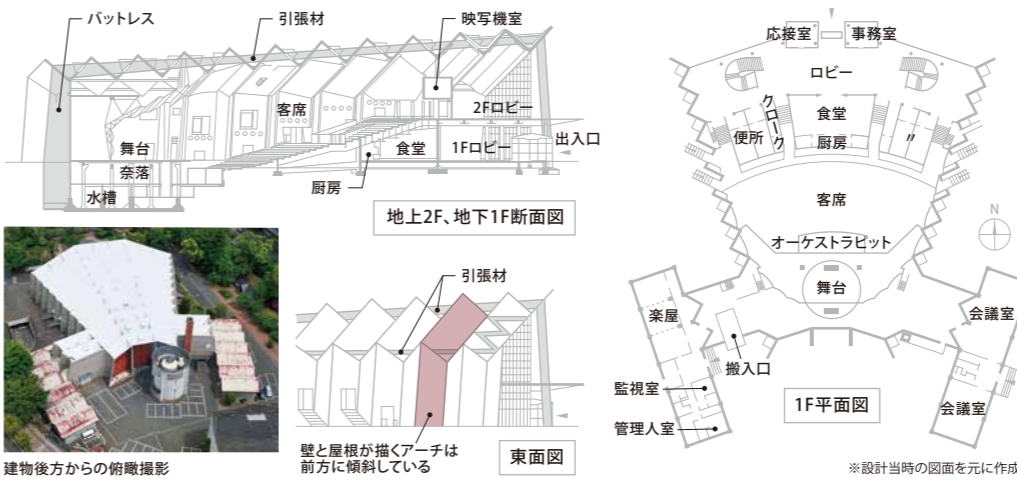 バットレス
引張材
映写機室
客席
2Fロビー
舞台
食堂
1Fロビー
出入口
奈落
厨房
水槽
地上2F、地下1F断面図
建物後方からの俯瞰撮影
引張材
壁と屋根が描くアーチは
前方に傾斜している
東面図
応接室
事務室
ロビー
クローク
食堂
便所
厨房
〃
客席
N
オーケストラピット
舞台
楽屋
会議室
搬入口
監視室
会議室
管理人室
1F平面図
※設計当時の図面を元に作成